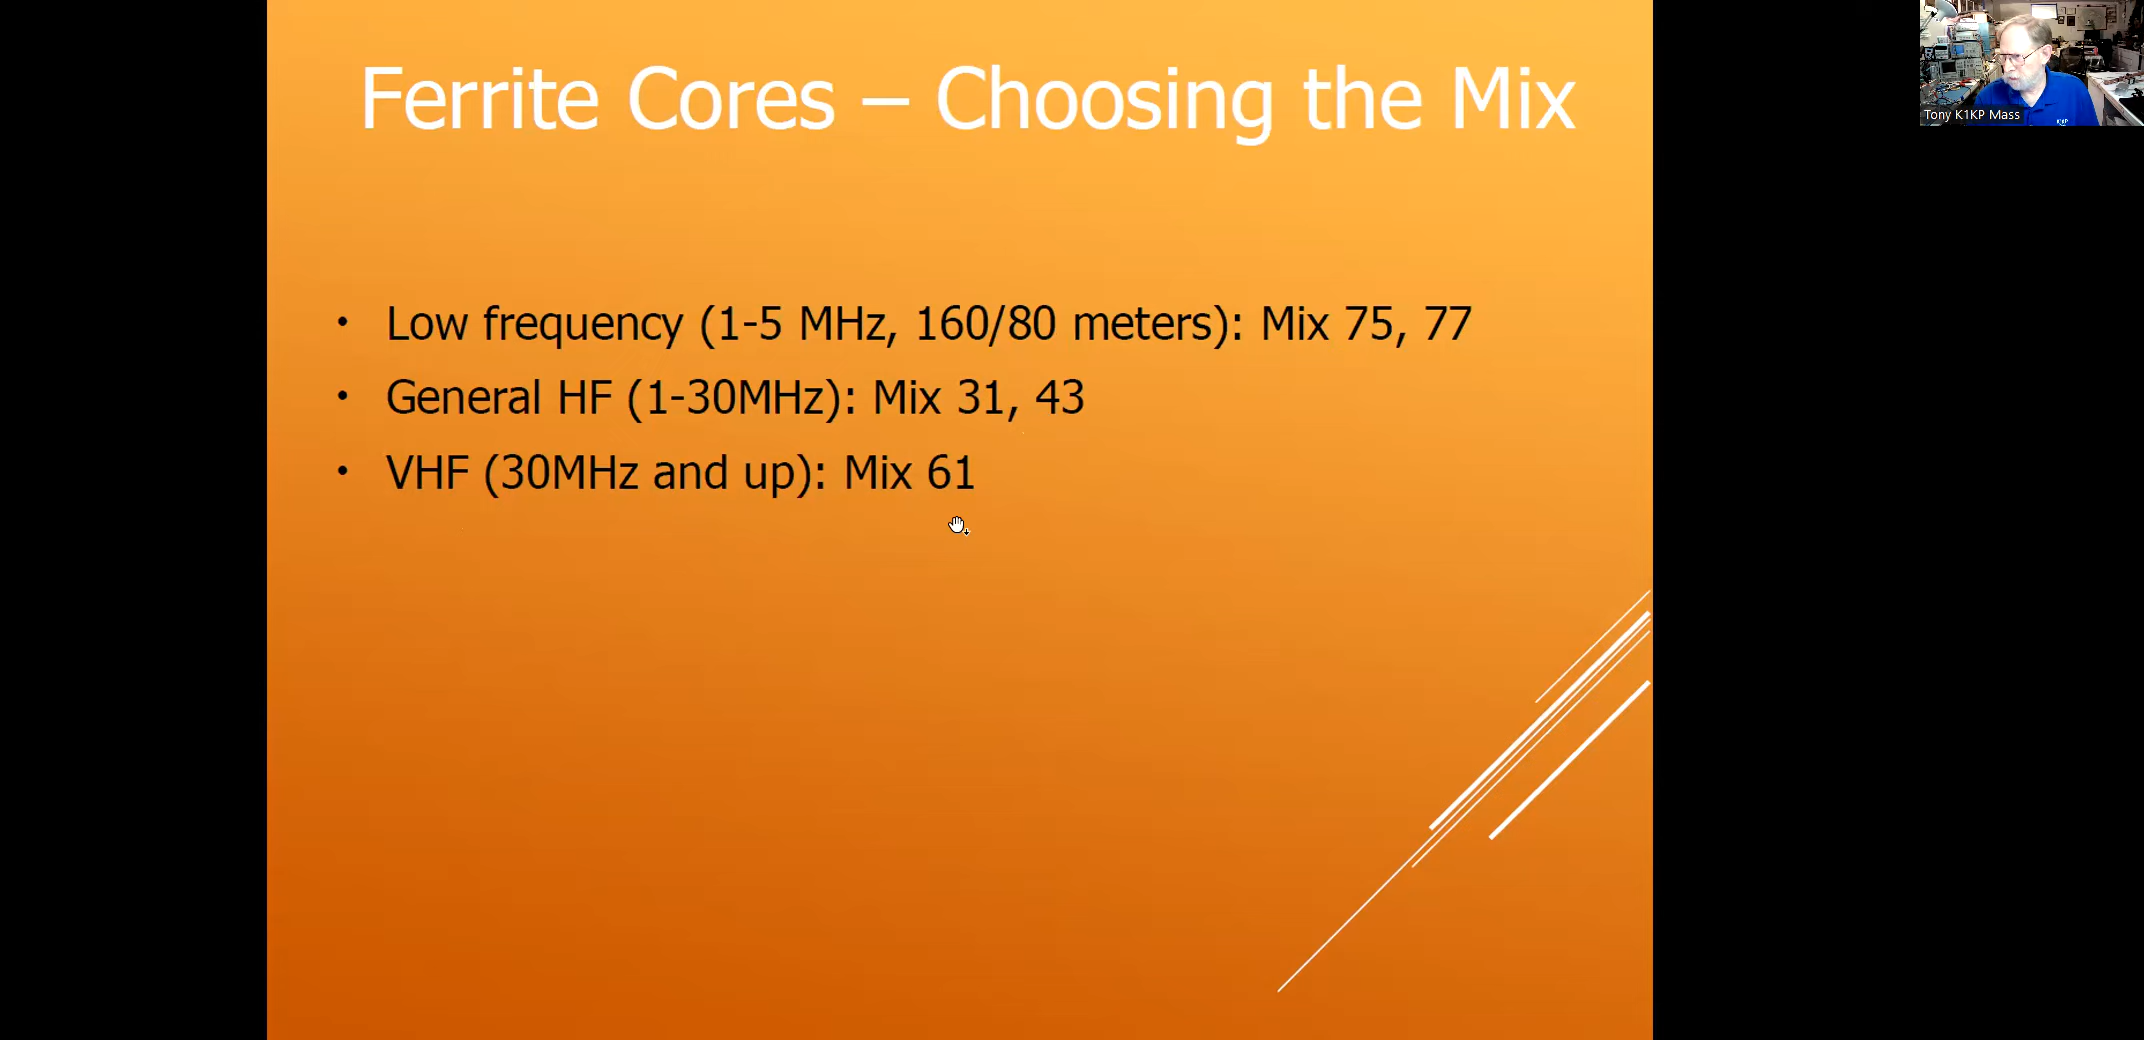 Ferrite Cores – Choosing the Mix
• Low frequency (1-5 MHz, 160/80 meters): Mix 75, 77
• General HF (1-30MHz): Mix 31, 43
• VHF (30MHz and up): Mix 61
Tony K1KP Mass
K1KP